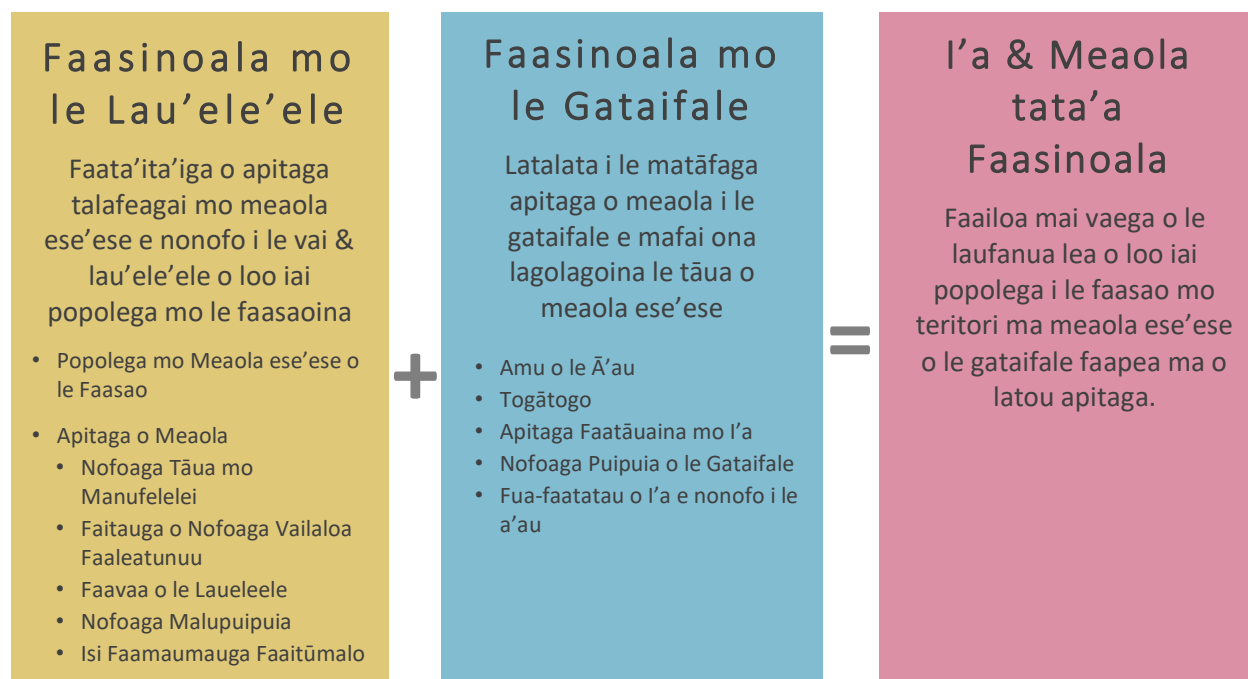 Faasinoala mo
le Lau’ele’ele
Faata’ita’iga o apitaga
talafeagai mo meaola
ese’ese e nonofo i le vai &
lau’ele’ele o loo iai
popolega mo le faasaoina
• Popolega mo Meaola ese’ese o
le Faasao
• Apitaga o Meaola
• Nofoaga Tāua mo
Manufelelei
• Faitauga o Nofoaga Vailaloa
Faaleatunuu
• Faavaa o le Laueleele
• Nofoaga Malupuipuia
• Isi Faamaumauga Faaitūmalo
+
Faasinoala mo
le Gataifale
Latalata i le matāfaga
apitaga o meaola i le
gataifale e mafai ona
lagolagoina le tāua o
meaola ese’ese
• Amu o le Ā’au
• Togātogo
• Apitaga Faatāuaina mo I’a
• Nofoaga Puipuia o le Gataifale
• Fua-faatatau o I’a e nonofo i le
a’au
=
I’a & Meaola
tata’a
Faasinoala
Faailoa mai vaega o le
laufanua lea o loo iai
popolega i le faasao mo
teritori ma meaola ese’ese
o le gataifale faapea ma o
latou apitaga.